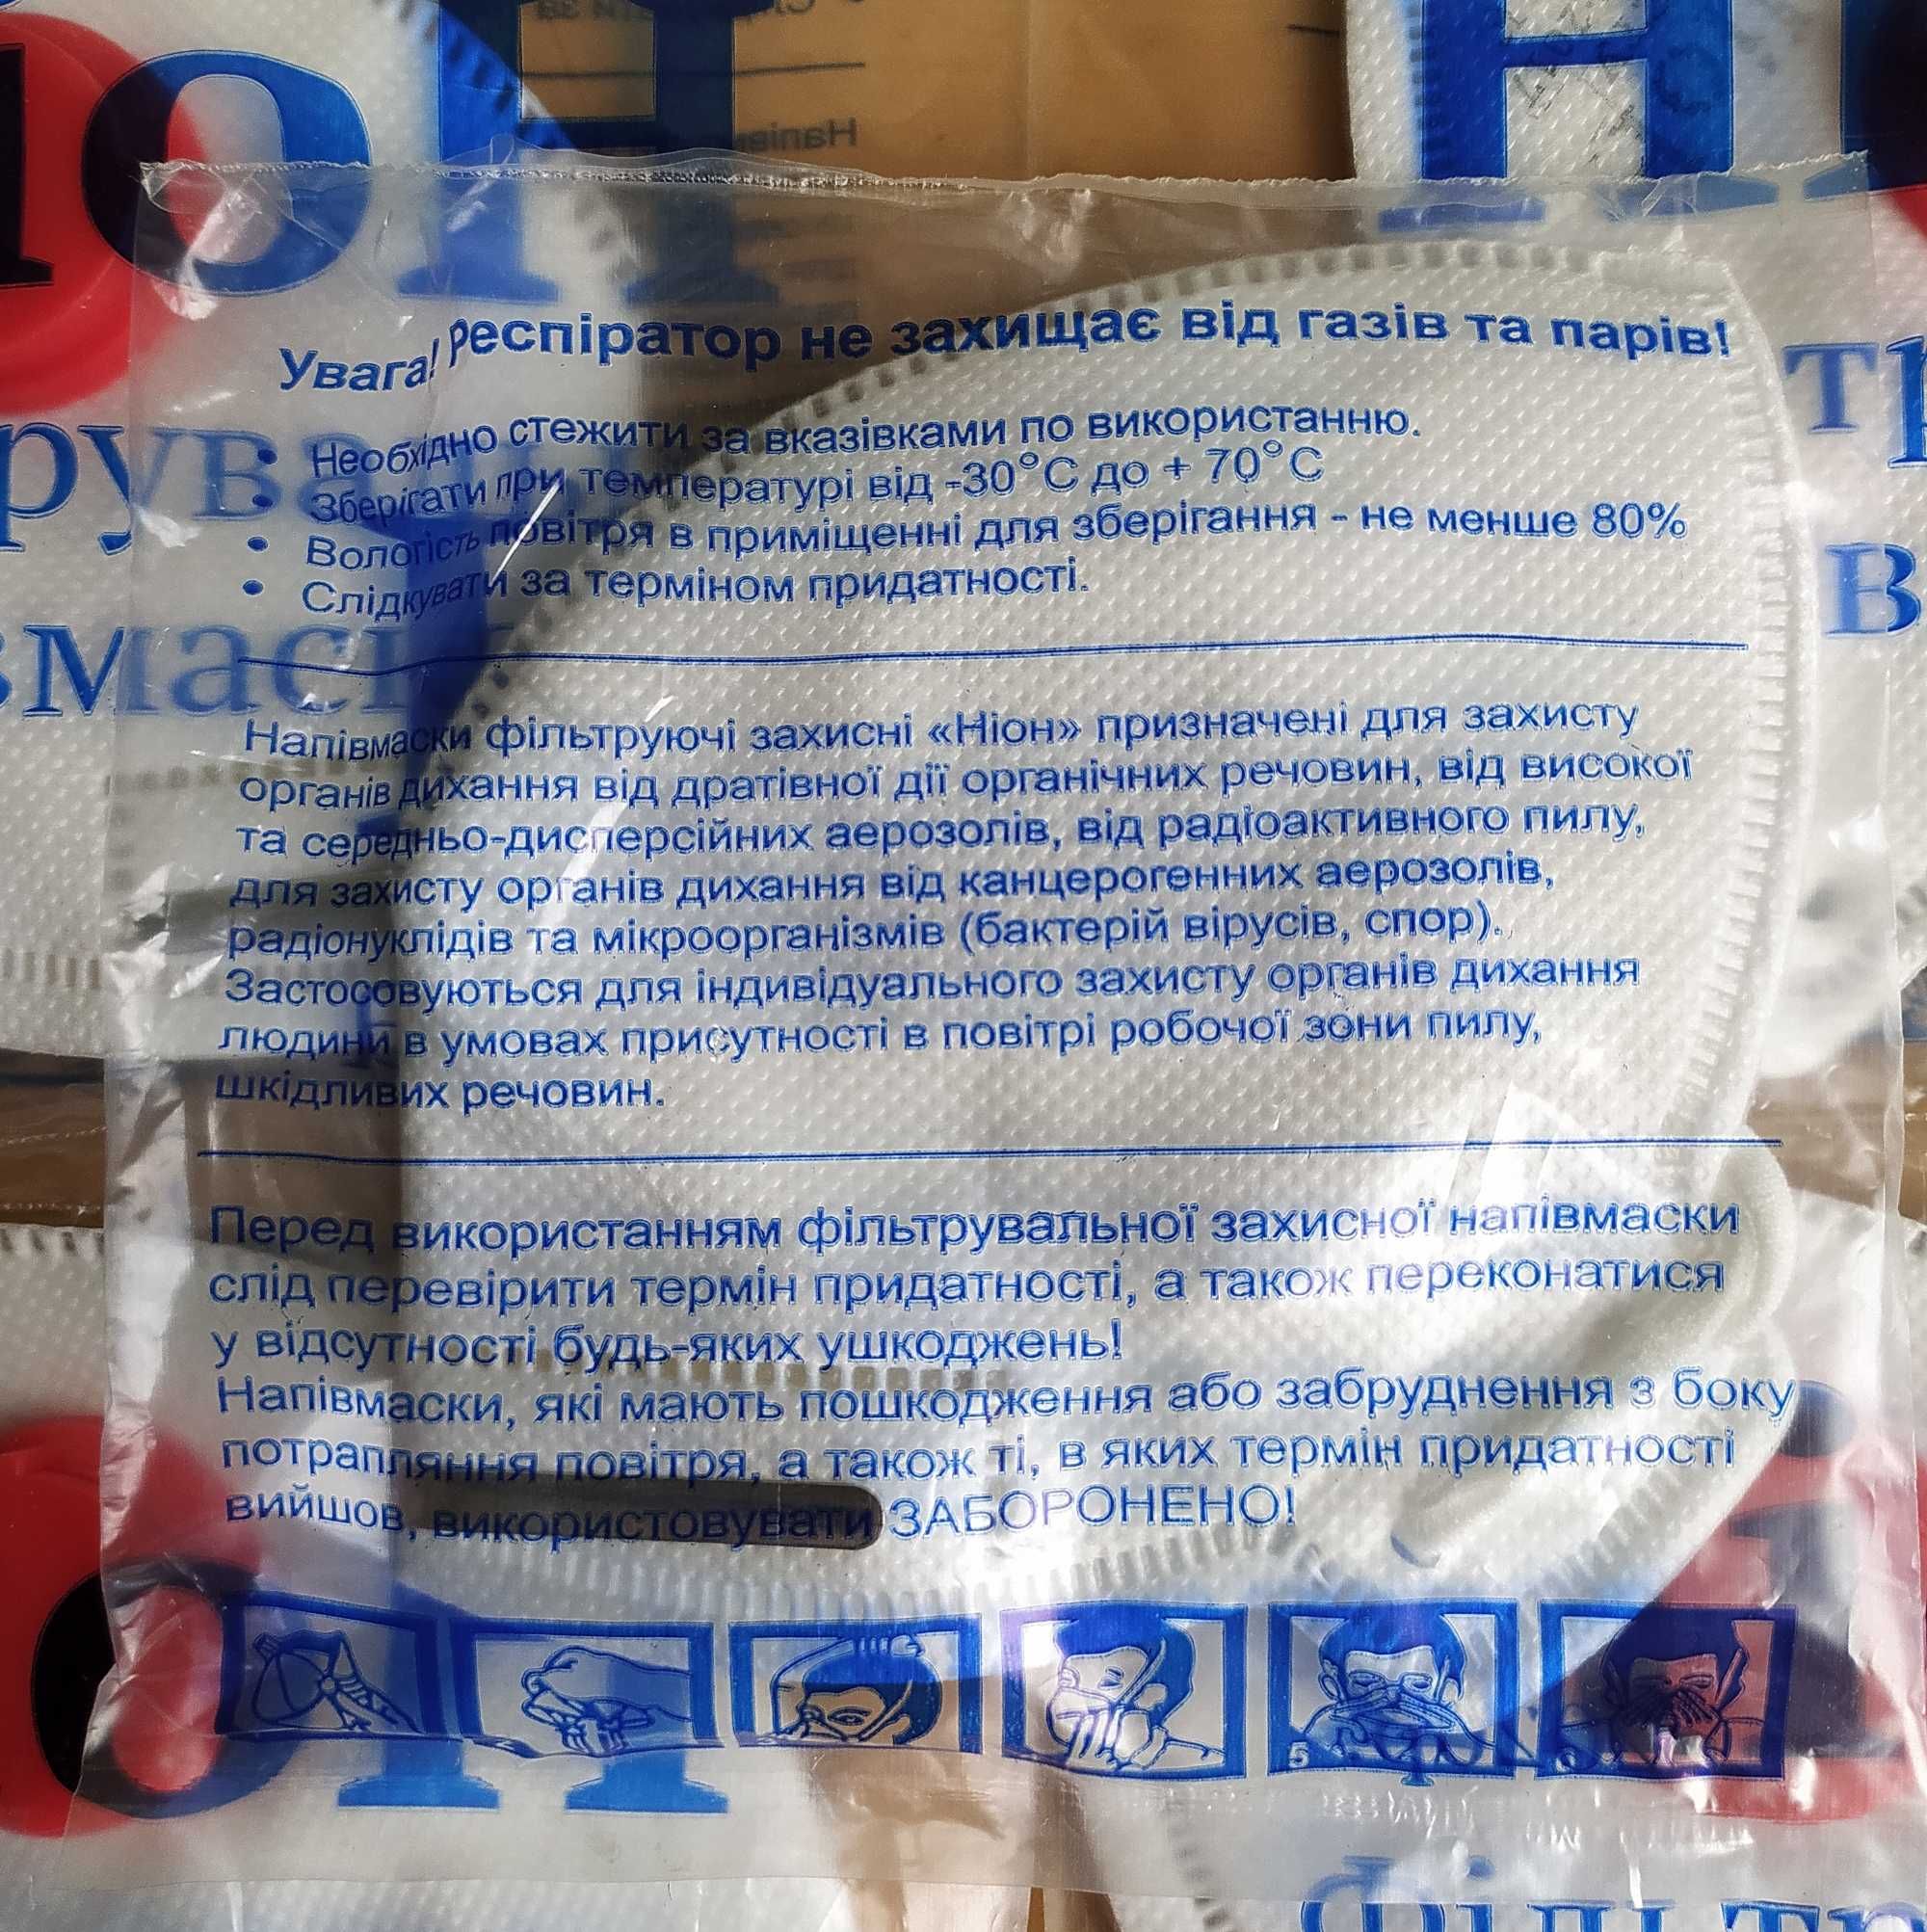 Увага! Респіратор не захищає від газів та парів!
• Необхідно стежити за вказівками по використанню.
• Зберігати при температурі від -30°С до + 70°С
• Вологість повітря в приміщенні для зберігання - не менше 80%
• Слідкувати за терміном придатності.
Напівмаски фільтруючі захисні «Ніон» призначені для захисту
органів дихання від дратівної дії органічних речовин, від високої
та середньо-дисперсійних аерозолів, від радіоактивного пилу,
для захисту органів дихання від канцерогенних аерозолів,
радіонуклідів та мікроорганізмів (бактерій вірусів, спор).
Застосовуються для індивідуального захисту органів дихання
людини в умовах присутності в повітрі робочої зони пилу,
шкідливих речовин.
Перед використанням фільтрувальної захисної напівмаски
слід перевірити термін придатності, а також переконатися
у відсутності будь-яких ушкоджень!
Напівмаски, які мають пошкодження або забруднення з боку
потрапляння повітря, а також ті, в яких термін придатності
вийшов, використовувати ЗАБОРОНЕНО!
5